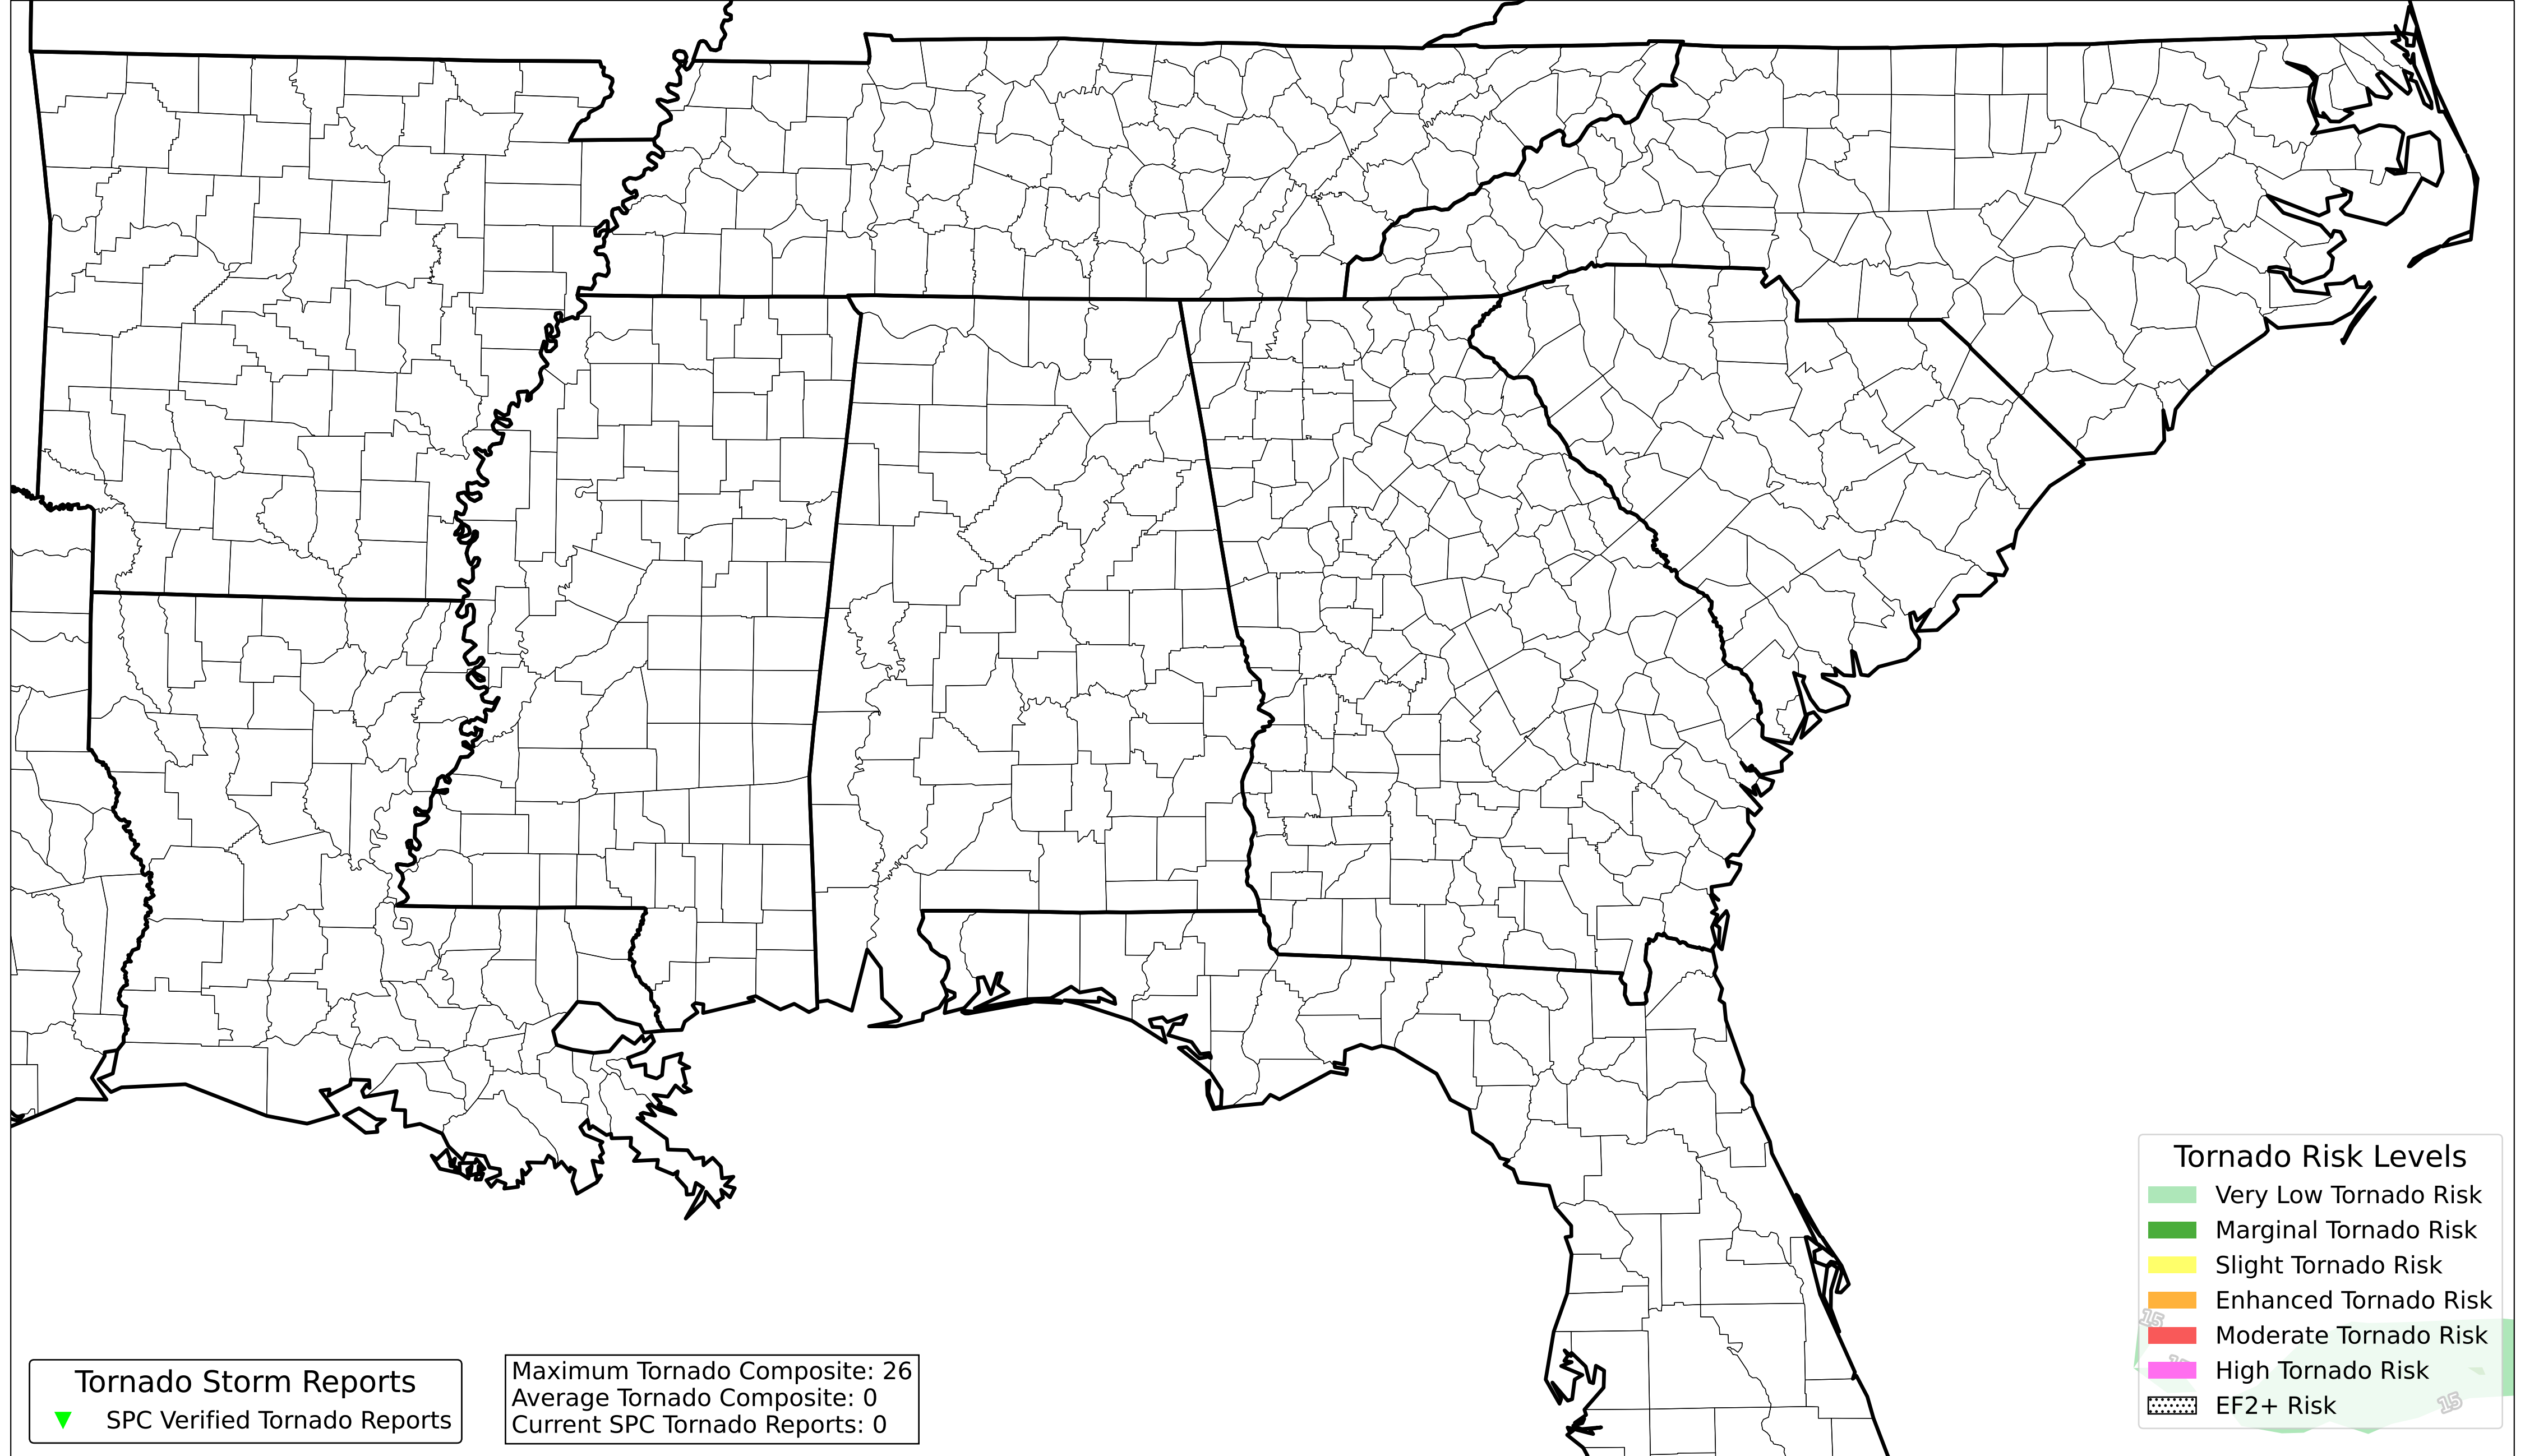 Tornado Risk Levels
Very Low Tornado Risk
Marginal Tornado Risk
Slight Tornado Risk
Enhanced Tornado Risk
15
Moderate Tornado Risk
High Tornado Risk
EF2+ Risk
15
Tornado Storm Reports
SPC Verified Tornado Reports
Maximum Tornado Composite: 26
Average Tornado Composite: 0
Current SPC Tornado Reports: 0